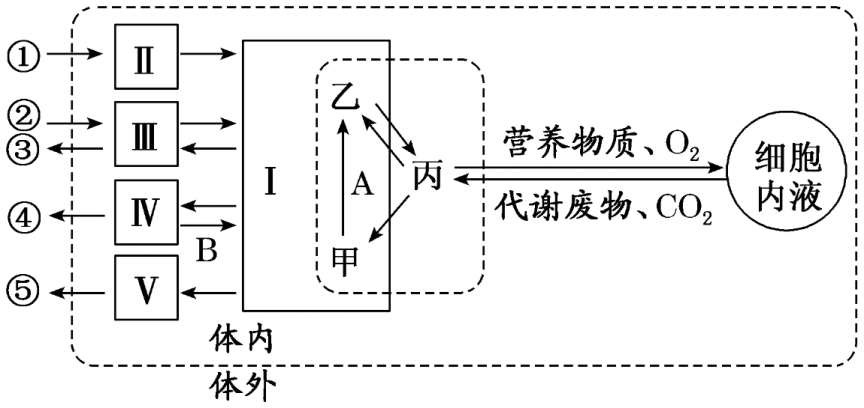 ① Ⅱ
② Ⅲ
③
④ Ⅳ
B
⑤ Ⅴ
Ⅰ
乙
A
丙
甲
营养物质、O₂
代谢废物、CO₂
细胞
内液
体内
体外